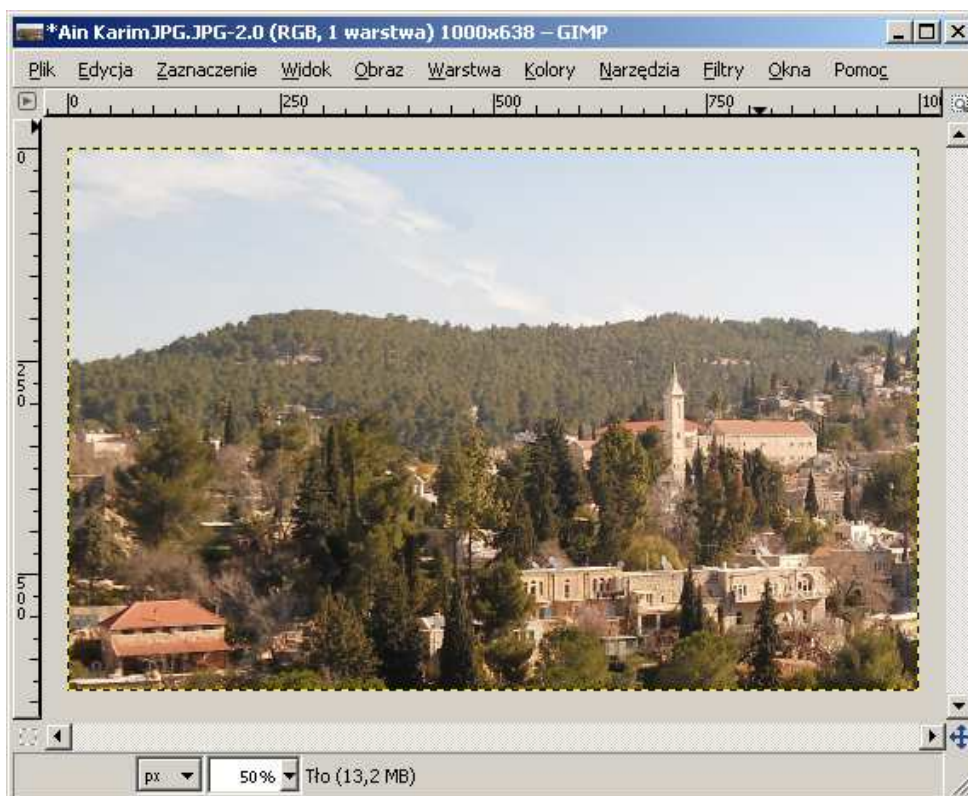 *Ain KarimJPG.JPG-2.0 (RGB, 1 warstwa) 1000x638 – GIMP
Plik Edycja Zaznaczenie Widok Obraz Warstwa Kolory Narzędzia Filtry Okna Pomoc
0 250 500 750 10
0
250
500
px 50% Tło (13,2 MB)